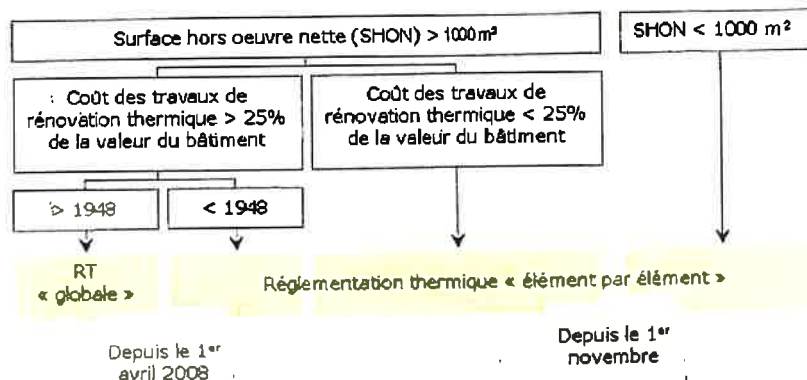 Surface hors oeuvre nette (SHON) > 1000 m²
SHON < 1000 m²
: Coût des travaux de
rénovation thermique > 25%
de la valeur du bâtiment
Coût des travaux de
rénovation thermique < 25%
de la valeur du bâtiment
> 1948
< 1948
RT
« globale »
Réglementation thermique « élément par élément »
Depuis le 1er
avril 2008
Depuis le 1er
novembre